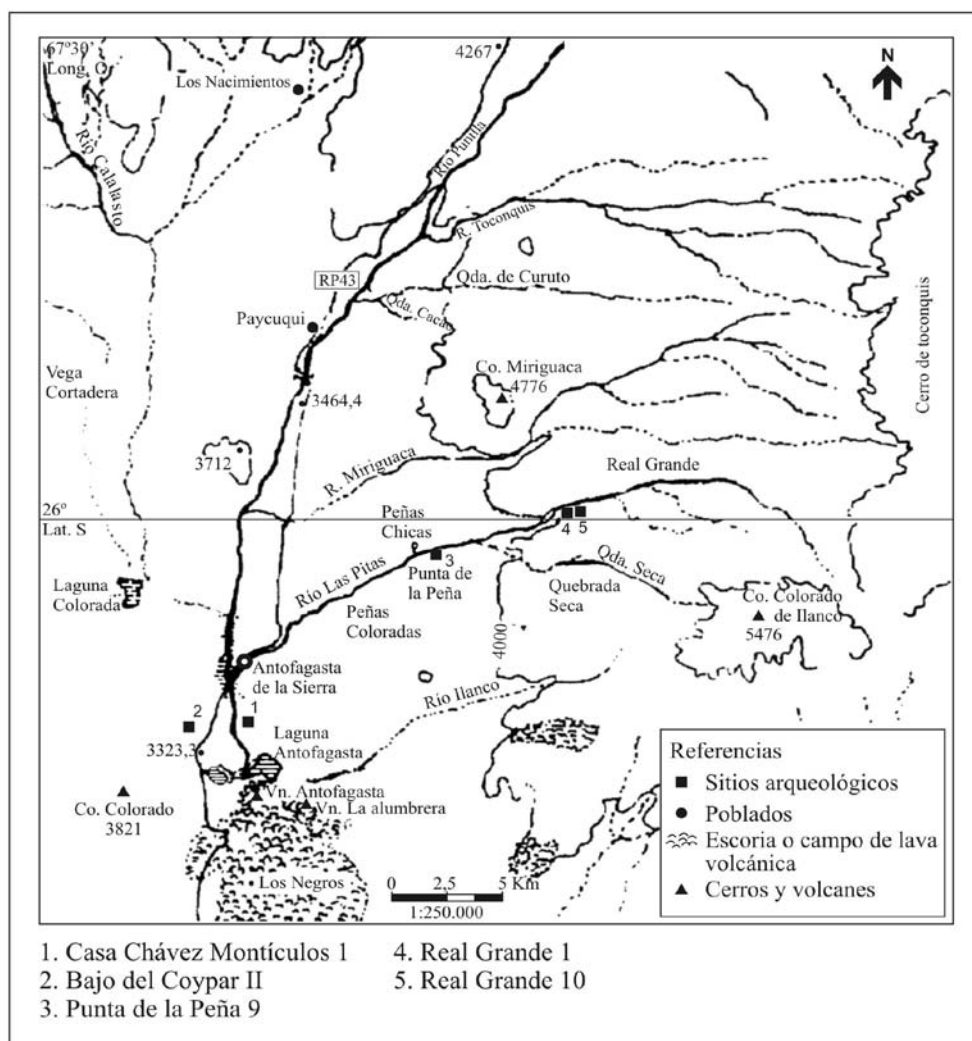 67°30'
Long. O
4267
N
Los Nacimientos
Río Calalasto
Río Punilla
R. Toconquis
RP43
Qda. de Curuto
Qda. Cacao
Paycuqui
Cerro de toconquis
Vega
Cortadera
Co. Miriguaca
4776
3464,4
3712
R. Miriguaca
Real Grande
26°
Lat. S
Peñas
Chicas
4
5
3
Punta de
la Peña
Río Las Pitas
Qda. Seca
Quebrada
Seca
Laguna
Colorada
Peñas
Coloradas
Co. Colorado
de Ilanco
5476
4000
Antofagasta
de la Sierra
Río Ilanco
2
1
Laguna
Antofagasta
3323,3
Vn. Antofagasta
Vn. La alumbrera
Co. Colorado
3821
Los Negros
0 2,5 5 Km
1:250.000
Referencias
Sitios arqueológicos
Poblados
Escoria o campo de lava
volcánica
Cerros y volcanes
1. Casa Chávez Montículos 1
2. Bajo del Coypar II
3. Punta de la Peña 9
4. Real Grande 1
5. Real Grande 10